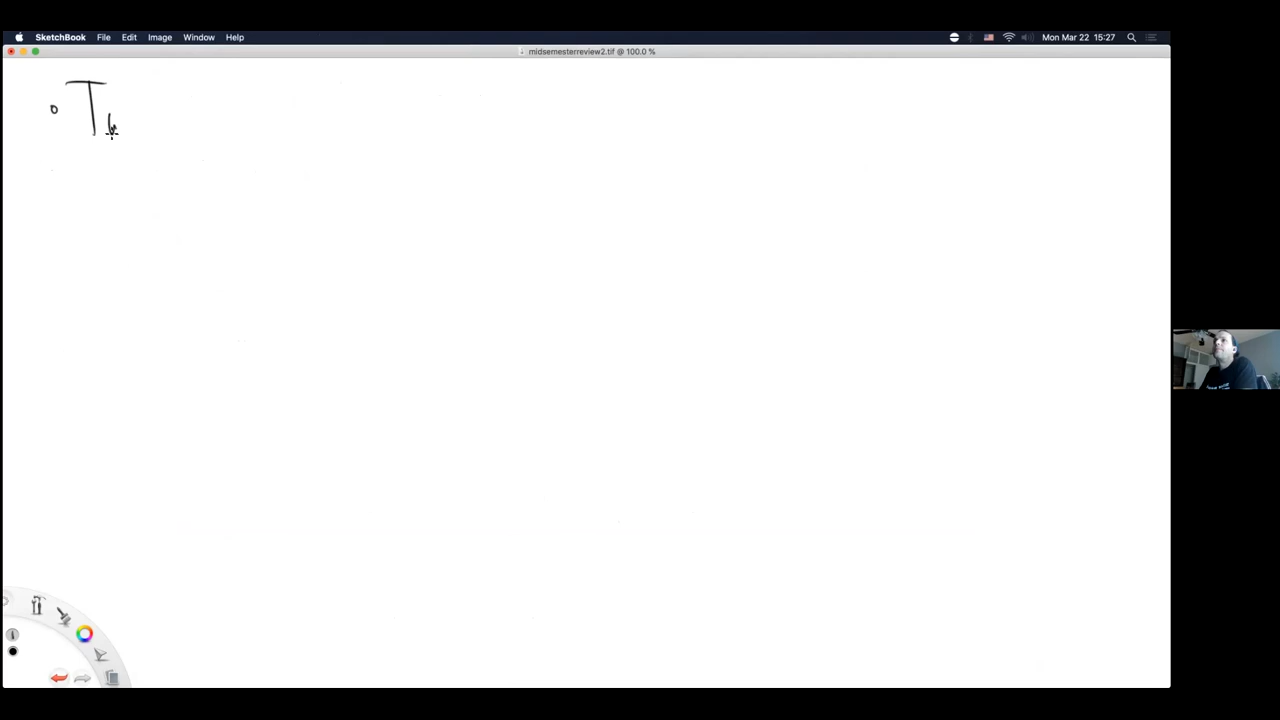 SketchBook File Edit Image Window Help Mon Mar 22 15:27
midsemesterreview2.tif @ 100.0 %